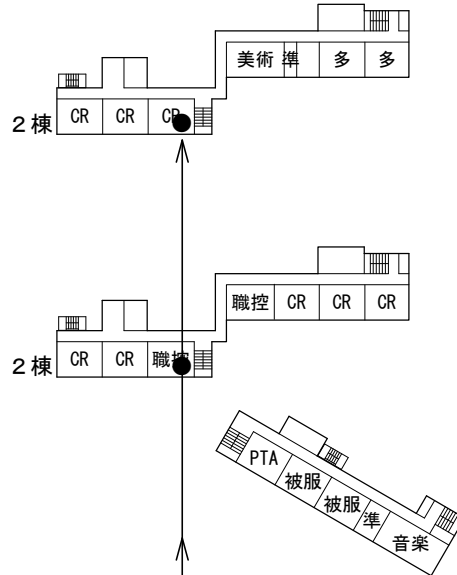 美術 準 多 多
2棟 CR CR CR
職控 CR CR CR
2棟 CR CR 職控
PTA 被服 被服 準 音楽